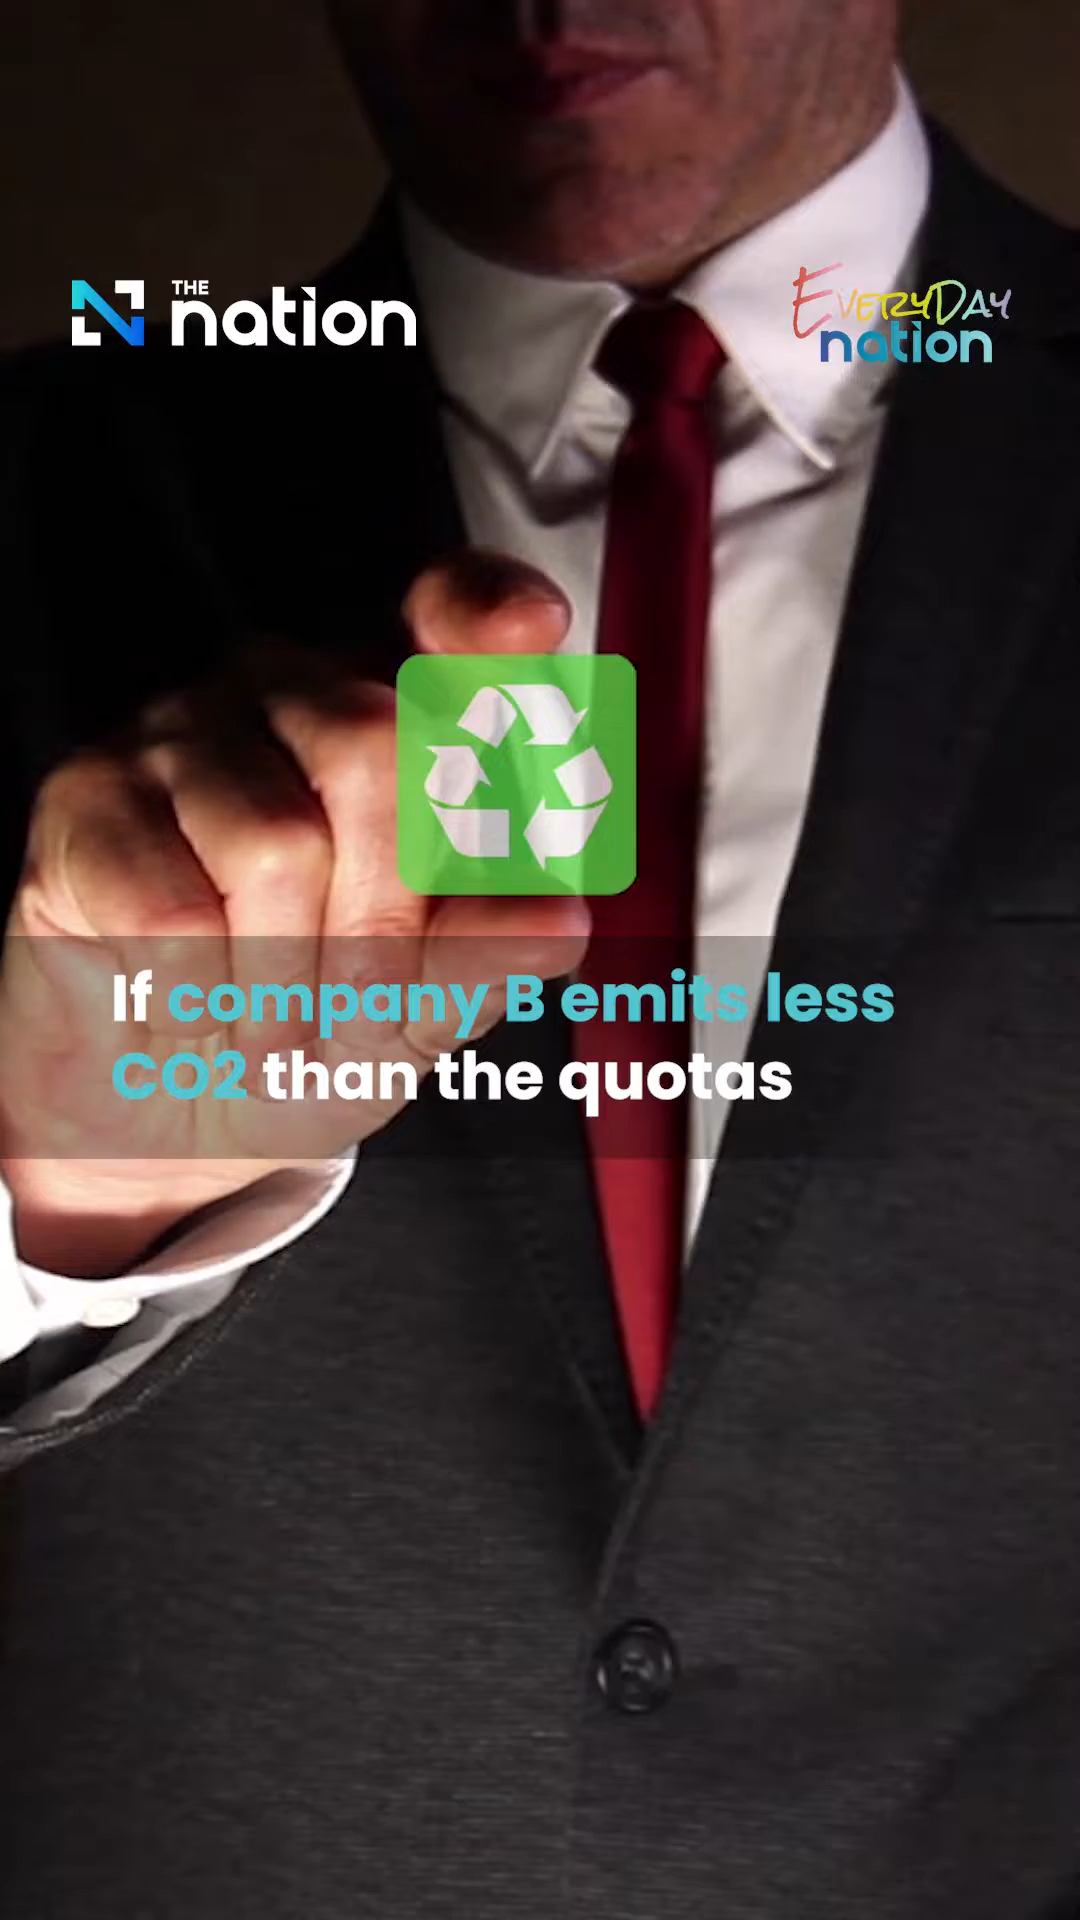 THE
nation
EVERYDAY
nation
If company B emits less
CO2 than the quotas